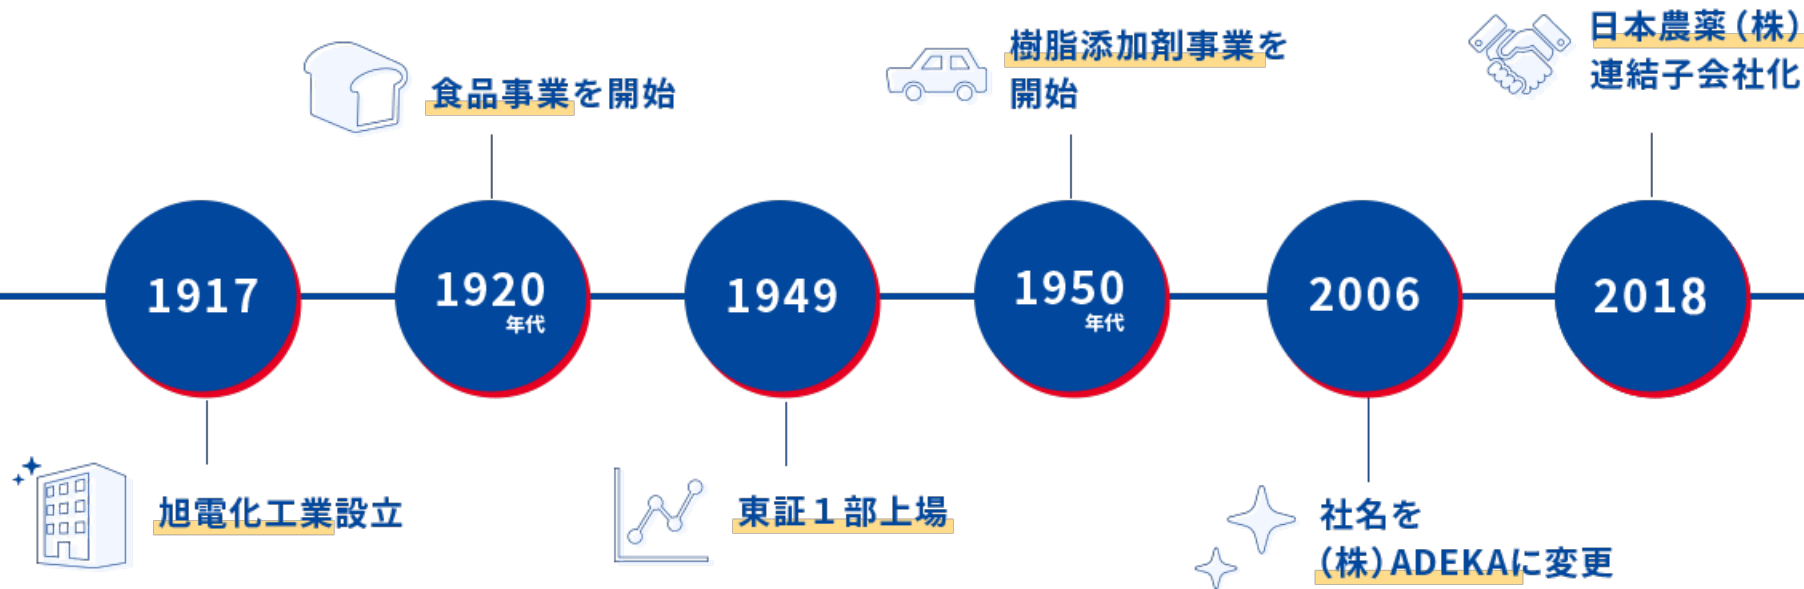 1917
旭電化工業設立
1920
年代
食品事業を開始
1949
東証1部上場
1950
年代
樹脂添加剤事業を
開始
2006
社名を
(株)ADEKAに変更
2018
日本農薬(株)
連結子会社化